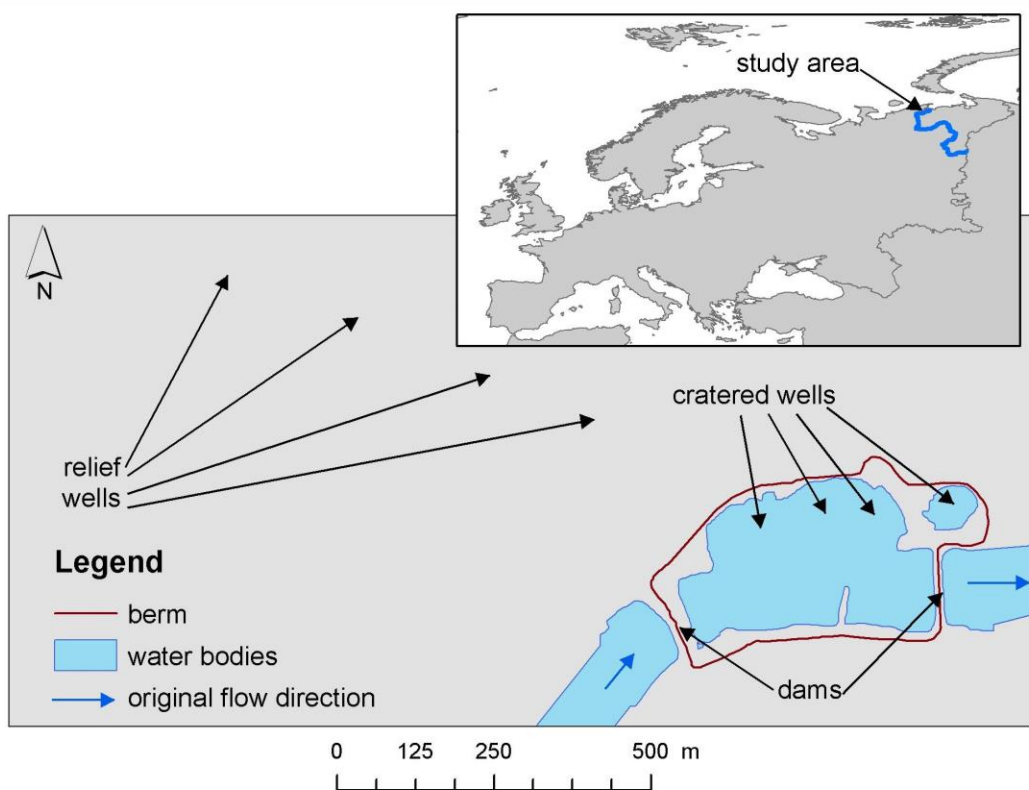 study area
N
cratered wells
relief
wells
Legend
berm
water bodies
original flow direction
dams
0 125 250 500 m